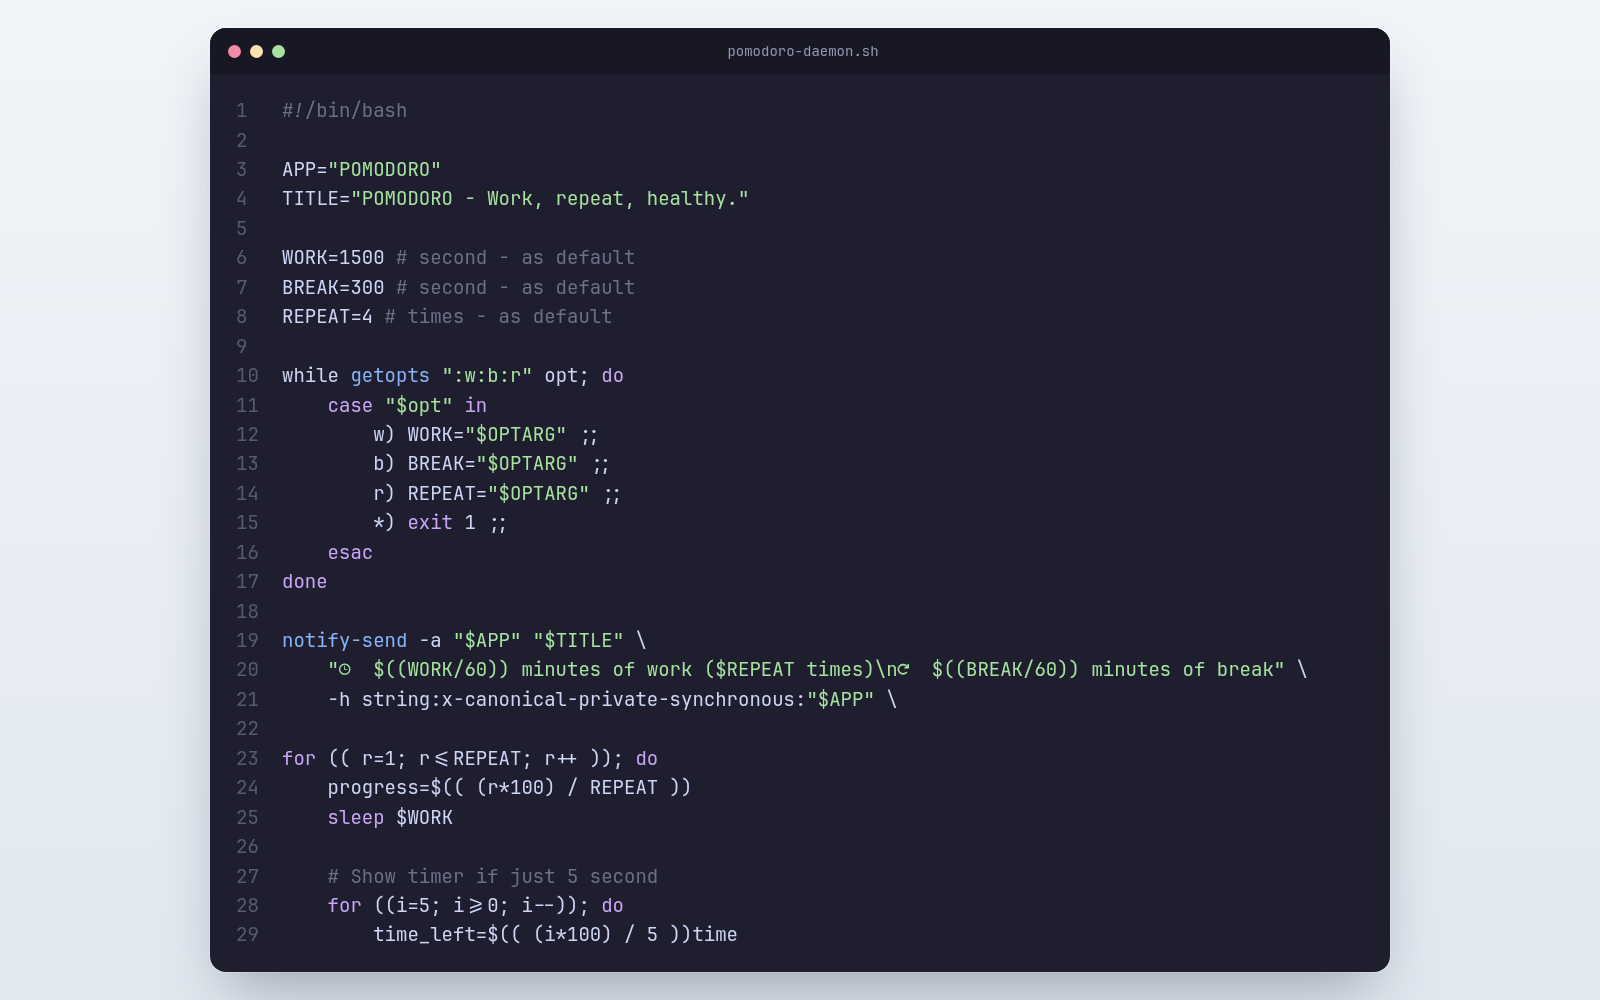 pomodoro-daemon.sh
1 #!/bin/bash
2
3 APP="POMODORO"
4 TITLE="POMODORO - Work, repeat, healthy."
5
6 WORK=1500 # second - as default
7 BREAK=300 # second - as default
8 REPEAT=4 # times - as default
9
10 while getopts ":w:b:r" opt; do
11     case "$opt" in
12         w) WORK="$OPTARG" ;;
13         b) BREAK="$OPTARG" ;;
14         r) REPEAT="$OPTARG" ;;
15         *) exit 1 ;;
16     esac
17 done
18
19 notify-send -a "$APP" "$TITLE" \
20     "◷  $((WORK/60)) minutes of work ($REPEAT times)\n⟳  $((BREAK/60)) minutes of break" \
21     -h string:x-canonical-private-synchronous:"$APP" \
22
23 for (( r=1; r<=REPEAT; r++ )); do
24     progress=$(( (r*100) / REPEAT ))
25     sleep $WORK
26
27     # Show timer if just 5 second
28     for ((i=5; i>=0; i--)); do
29         time_left=$(( (i*100) / 5 ))time